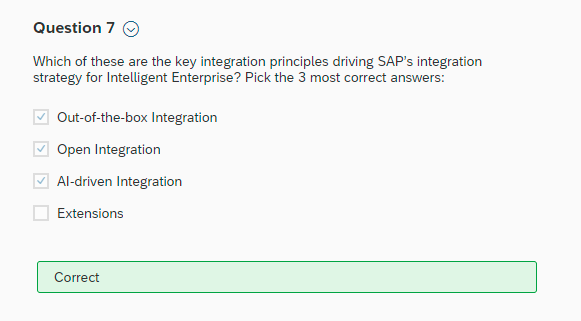 Question 7
Which of these are the key integration principles driving SAP's integration
strategy for Intelligent Enterprise? Pick the 3 most correct answers:
Out-of-the-box Integration
Open Integration
AI-driven Integration
Extensions
Correct